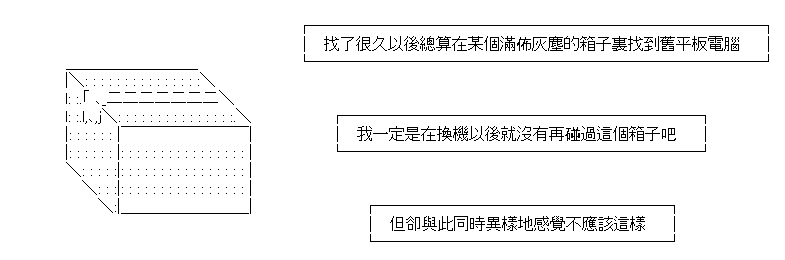 找了很久以後總算在某個滿佈灰塵的箱子裏找到舊平板電腦
我一定是在換機以後就沒有再碰過這個箱子吧
但卻與此同時異樣地感覺不應該這樣